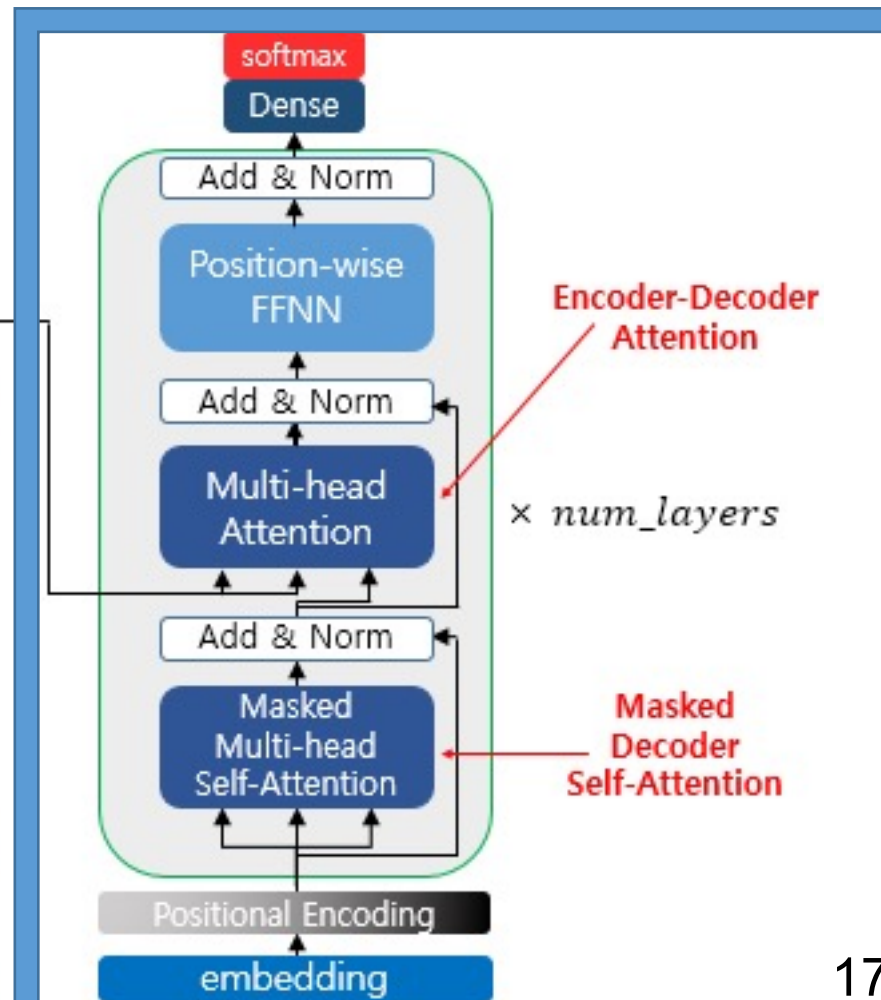 softmax
Dense
Add & Norm
Position-wise
FFNN
Encoder-Decoder
Attention
Add & Norm
Multi-head
Attention
× num_layers
Add & Norm
Masked
Multi-head
Self-Attention
Masked
Decoder
Self-Attention
Positional Encoding
embedding
17